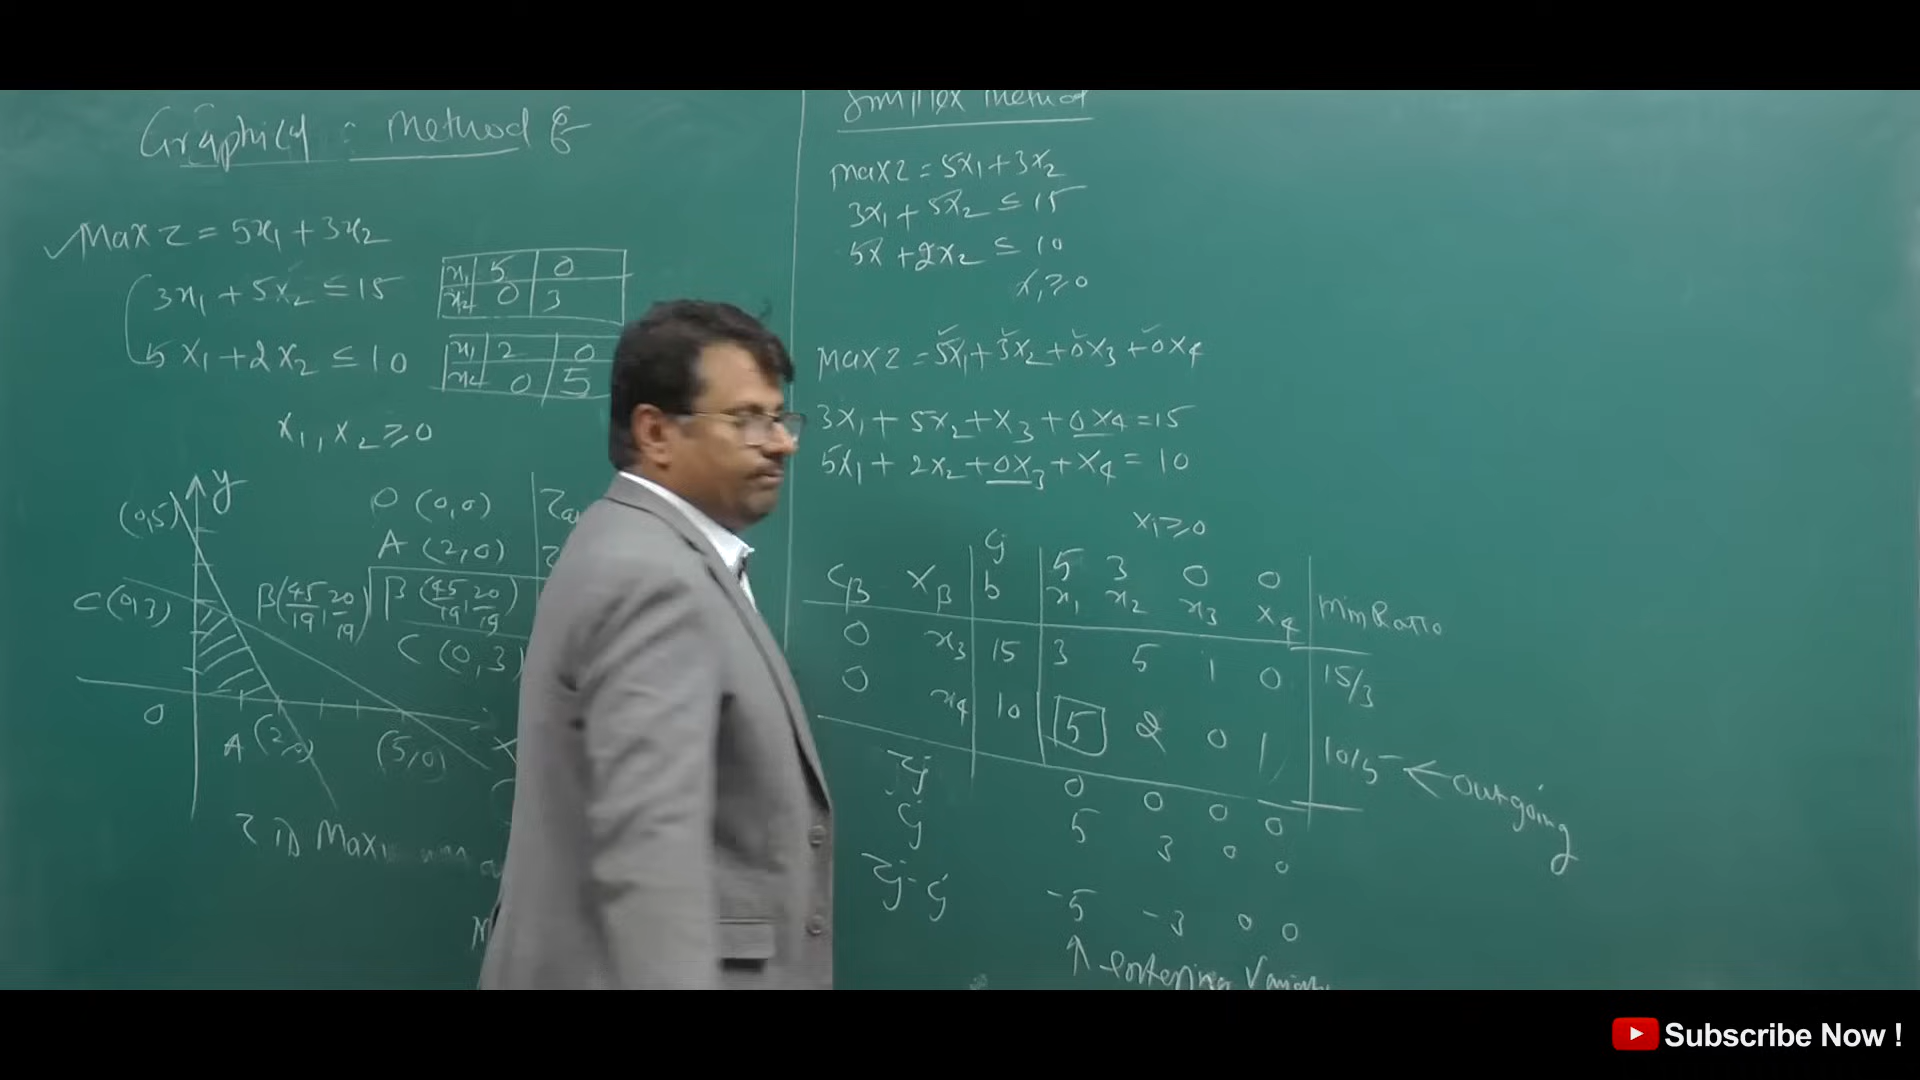 Graphical : Method
Max Z = 5x1 + 3x2
3x1 + 5x2 ≤ 15
5x1 + 2x2 ≤ 10
x1 5 0
x2 0 3
x1 2 0
x2 0 5
x1, x2 ≥ 0
y
(0,5)
C (0,3)
B(45/19, 20/19)
0
A (2,0)
(5,0)
O (0,0)
A (2,0)
B (45/19, 20/19)
C (0,3)
Z is Maxi
Simplex Method
Max Z = 5x1 + 3x2
3x1 + 5x2 ≤ 15
5x + 2x2 ≤ 10
xi ≥ 0
Max Z = 5x1 + 3x2 + 0x3 + 0x4
3x1 + 5x2 + x3 + 0x4 = 15
5x1 + 2x2 + 0x3 + x4 = 10
xi ≥ 0
Cj 5 3 0 0
CB XB b x1 x2 x3 x4 Min Ratio
0 x3 15 3 5 1 0 15/3
0 x4 10 5 2 0 1 10/5 ← Outgoing
Zj 0 0 0 0
Cj 5 3 0 0
Zj-Cj -5 -3 0 0
↑ entering
Subscribe Now !